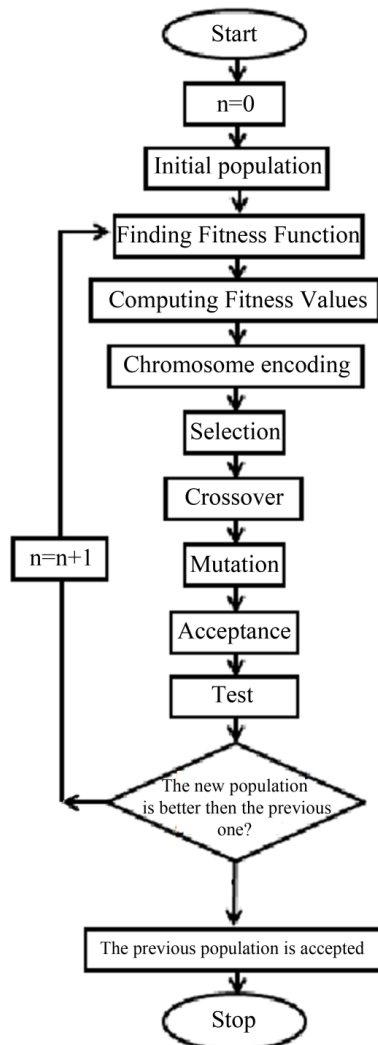 Start
n=0
Initial population
Finding Fitness Function
Computing Fitness Values
Chromosome encoding
Selection
Crossover
n=n+1
Mutation
Acceptance
Test
The new population
is better then the previous
one?
The previous population is accepted
Stop